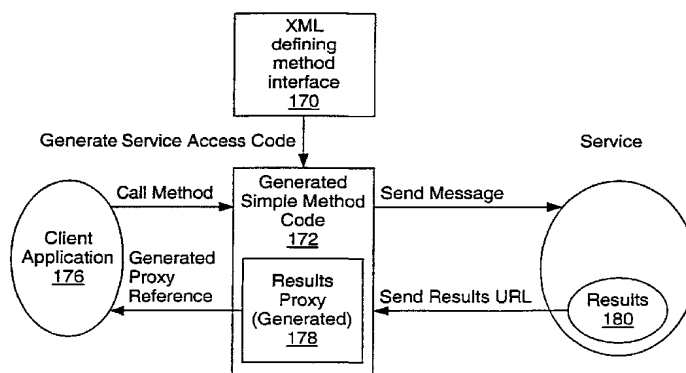 XML
defining
method
interface
170
Generate Service Access Code
Service
Call Method
Generated
Simple Method
Code
172
Send Message
Client
Application
176
Generated
Proxy
Reference
Results
Proxy
(Generated)
178
Send Results URL
Results
180